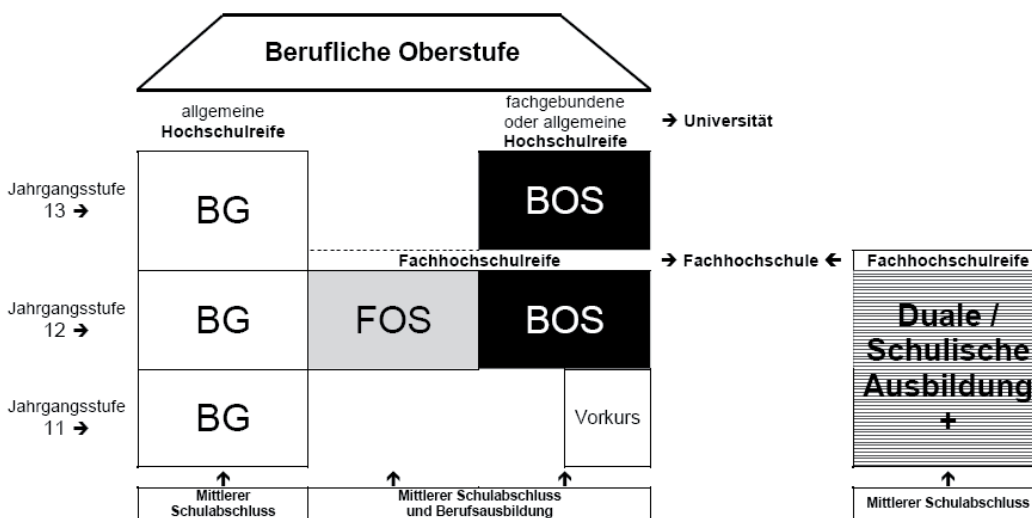 Berufliche Oberstufe
allgemeine
Hochschulreife
fachgebundene
oder allgemeine
Hochschulreife
➔ Universität
Jahrgangsstufe
13 ➔
BG
BOS
Fachhochschulreife
➔ Fachhochschule ←
Fachhochschulreife
Jahrgangsstufe
12 ➔
BG
FOS
BOS
Duale /
Schulische
Ausbildung
+
Jahrgangsstufe
11 ➔
BG
Vorkurs
Mittlerer
Schulabschluss
Mittlerer Schulabschluss
und Berufsausbildung
Mittlerer Schulabschluss